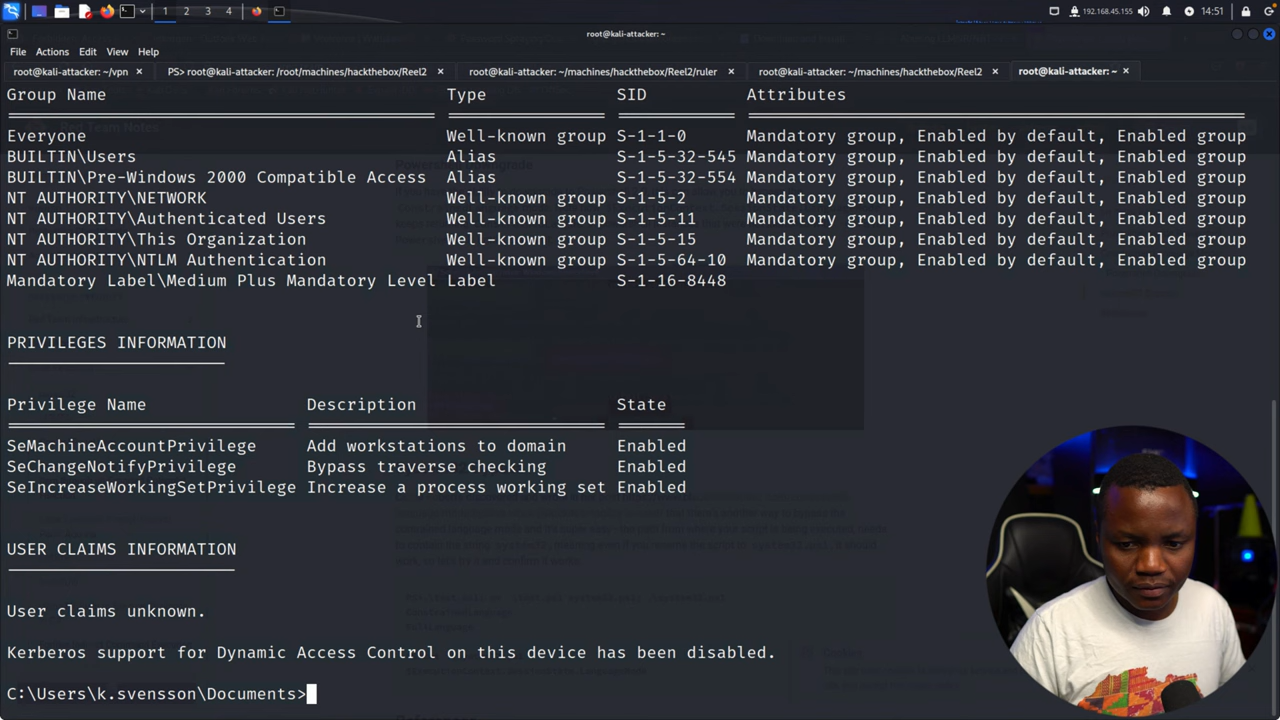 1 2 3 4 192.168.45.155 14:51
root@kali-attacker: ~
File Actions Edit View Help
root@kali-attacker: ~/vpn PS> root@kali-attacker: /root/machines/hackthebox/Reel2 root@kali-attacker: ~/machines/hackthebox/Reel2/ruler root@kali-attacker: ~/machines/hackthebox/Reel2 root@kali-attacker: ~
Group Name Type SID Attributes
Everyone Well-known group S-1-1-0 Mandatory group, Enabled by default, Enabled group
BUILTIN\Users Alias S-1-5-32-545 Mandatory group, Enabled by default, Enabled group
BUILTIN\Pre-Windows 2000 Compatible Access Alias S-1-5-32-554 Mandatory group, Enabled by default, Enabled group
NT AUTHORITY\NETWORK Well-known group S-1-5-2 Mandatory group, Enabled by default, Enabled group
NT AUTHORITY\Authenticated Users Well-known group S-1-5-11 Mandatory group, Enabled by default, Enabled group
NT AUTHORITY\This Organization Well-known group S-1-5-15 Mandatory group, Enabled by default, Enabled group
NT AUTHORITY\NTLM Authentication Well-known group S-1-5-64-10 Mandatory group, Enabled by default, Enabled group
Mandatory Label\Medium Plus Mandatory Level Label S-1-16-8448
PRIVILEGES INFORMATION
Privilege Name Description State
SeMachineAccountPrivilege Add workstations to domain Enabled
SeChangeNotifyPrivilege Bypass traverse checking Enabled
SeIncreaseWorkingSetPrivilege Increase a process working set Enabled
USER CLAIMS INFORMATION
User claims unknown.
Kerberos support for Dynamic Access Control on this device has been disabled.
C:\Users\k.svensson\Documents>